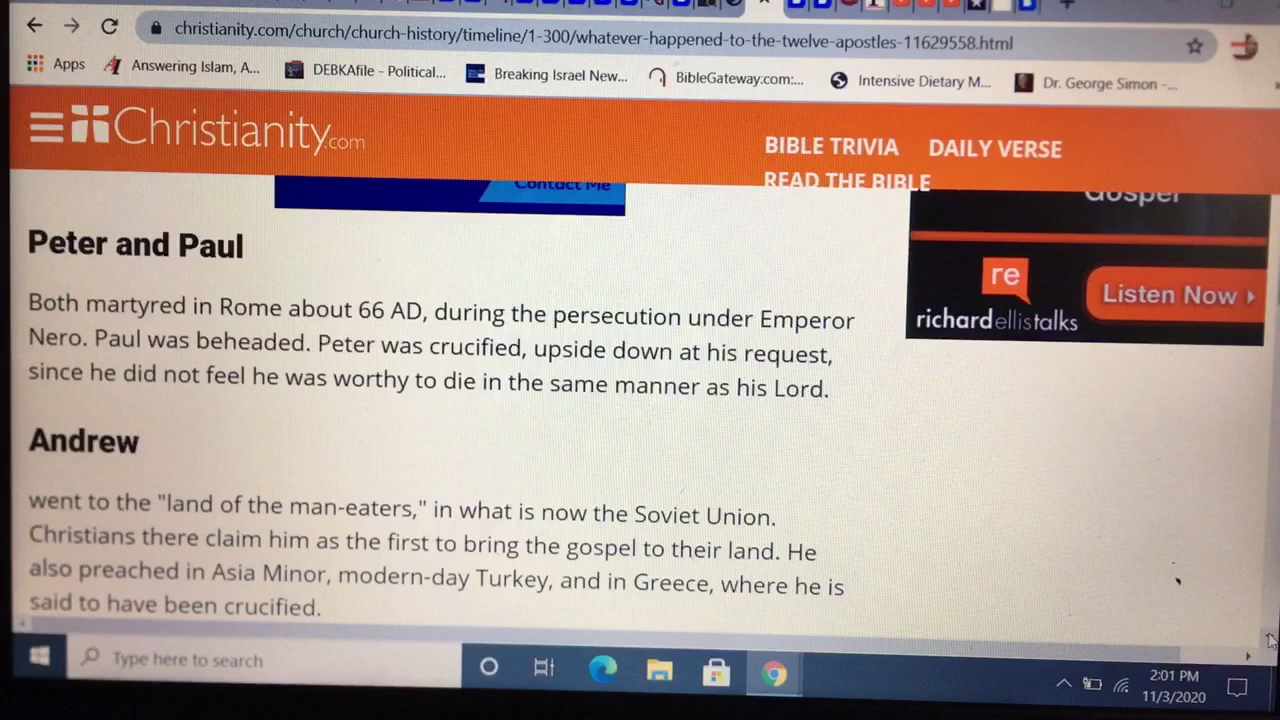 christianity.com/church/church-history/timeline/1-300/whatever-happened-to-the-twelve-apostles-11629558.html
Apps Answering Islam, A... DEBKAfile - Political... Breaking Israel New... BibleGateway.com:... Intensive Dietary M... Dr. George Simon -...
Christianity.com
BIBLE TRIVIA DAILY VERSE
READ THE BIBLE
Contact Me
Gospel
Peter and Paul
re
Listen Now
richardellistalks
Both martyred in Rome about 66 AD, during the persecution under Emperor
Nero. Paul was beheaded. Peter was crucified, upside down at his request,
since he did not feel he was worthy to die in the same manner as his Lord.
Andrew
went to the "land of the man-eaters," in what is now the Soviet Union.
Christians there claim him as the first to bring the gospel to their land. He
also preached in Asia Minor, modern-day Turkey, and in Greece, where he is
said to have been crucified.
Type here to search
2:01 PM
11/3/2020